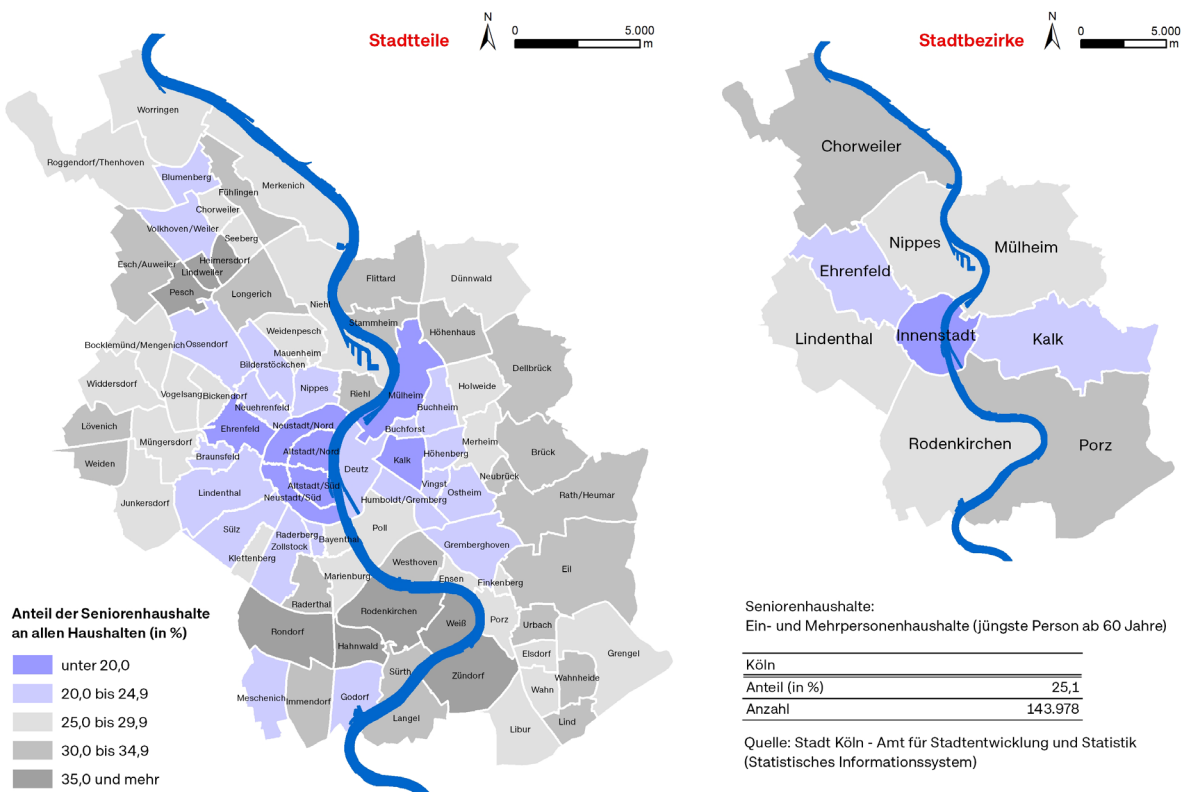 Stadtteile
N
0
5.000
m
Stadtbezirke
N
0
5.000
m
Worringen
Roggendorf/Thenhoven
Blumenberg
Merkenich
Fühlingen
Chorweiler
Volkhoven/Weiler
Seeberg
Esch/Auweiler
Heimersdorf
Lindweiler
Pesch
Longerich
Flittard
Dünnwald
Niehl
Stammheim
Weidenpesch
Höhenhaus
Bocklemünd/Mengenich
Ossendorf
Mauenheim
Bilderstöckchen
Dellbrück
Widdersdorf
Vogelsang
Bickendorf
Nippes
Riehl
Mülheim
Holweide
Neuehrenfeld
Buchheim
Lövenich
Ehrenfeld
Neustadt/Nord
Buchforst
Müngersdorf
Merheim
Altstadt/Nord
Braunsfeld
Höhenberg
Brück
Weiden
Kalk
Deutz
Neubrück
Altstadt/Süd
Vingst
Lindenthal
Neustadt/Süd
Ostheim
Rath/Heumar
Junkersdorf
Humboldt/Gremberg
Sülz
Poll
Raderberg
Bayenthal
Zollstock
Gremberghoven
Klettenberg
Westhoven
Eil
Marienburg
Ensen
Finkenberg
Raderthal
Rodenkirchen
Weiß
Porz
Urbach
Rondorf
Hahnwald
Elsdorf
Grengel
Sürth
Zündorf
Wahnheide
Meschenich
Immendorf
Godorf
Wahn
Langel
Lind
Libur
Chorweiler
Nippes
Mülheim
Ehrenfeld
Innenstadt
Lindenthal
Kalk
Rodenkirchen
Porz
Anteil der Seniorenhaushalte
an allen Haushalten (in %)
unter 20,0
20,0 bis 24,9
25,0 bis 29,9
30,0 bis 34,9
35,0 und mehr
Seniorenhaushalte:
Ein- und Mehrpersonenhaushalte (jüngste Person ab 60 Jahre)
Köln
Anteil (in %) 25,1
Anzahl 143.978
Quelle: Stadt Köln - Amt für Stadtentwicklung und Statistik
(Statistisches Informationssystem)